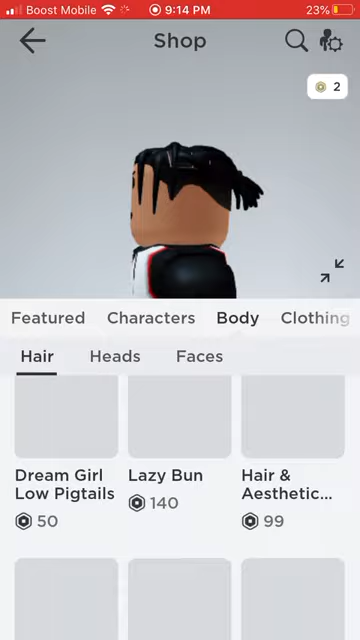 Boost Mobile 9:14 PM 23%
Shop
2
Featured Characters Body Clothing
Hair Heads Faces
Dream Girl
Low Pigtails
50
Lazy Bun
140
Hair &
Aesthetic...
99